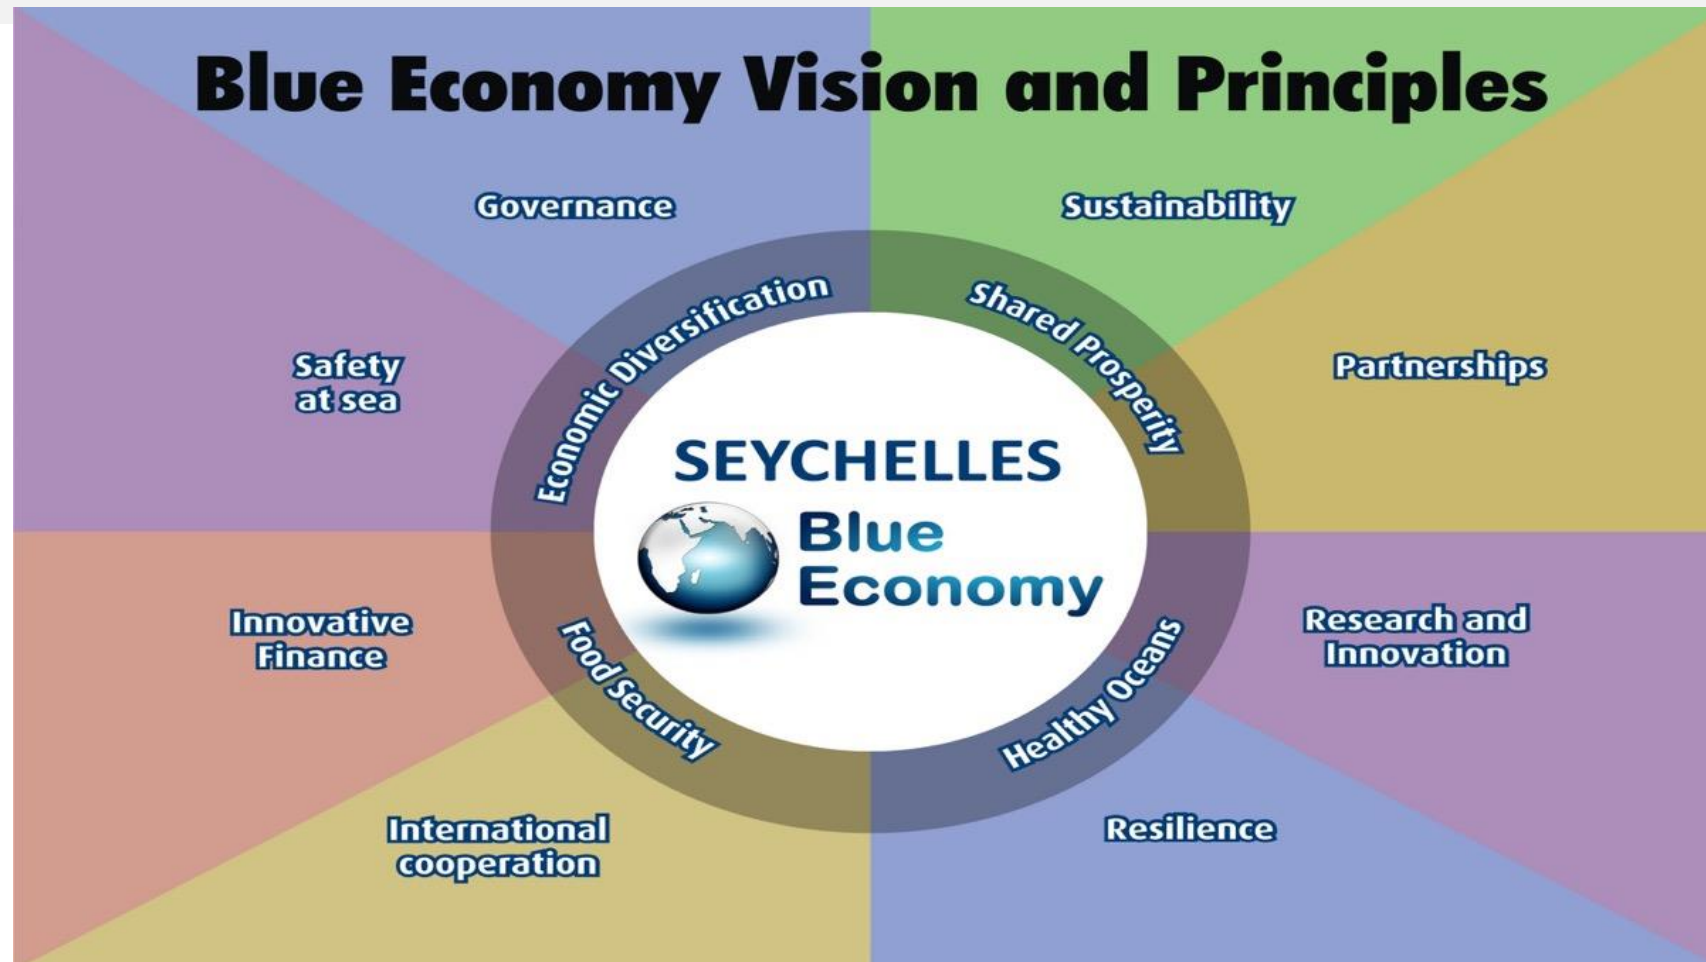 Blue Economy Vision and Principles
Governance
Sustainability
Economic Diversification
Shared Prosperity
Safety
at sea
Partnerships
SEYCHELLES
Blue
Economy
Innovative
Finance
Research and
Innovation
Food Security
Healthy Oceans
International
cooperation
Resilience